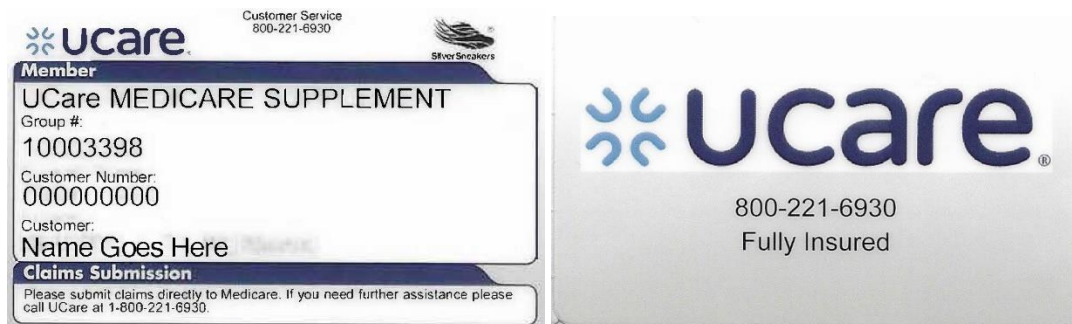 Customer Service
800-221-6930
ucare®
SilverSneakers®
Member
UCare MEDICARE SUPPLEMENT
Group #:
10003398
Customer Number:
000000000
Customer:
Name Goes Here
Claims Submission
Please submit claims directly to Medicare. If you need further assistance please
call UCare at 1-800-221-6930.
ucare®
800-221-6930
Fully Insured